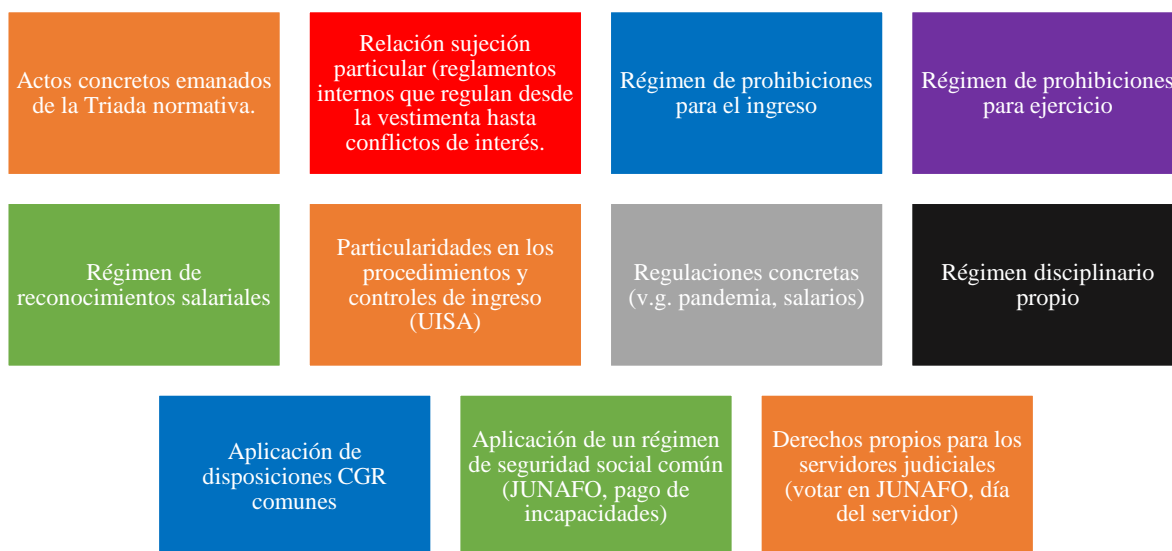 Actos concretos emanados
de la Triada normativa.
Relación sujeción
particular (reglamentos
internos que regulan desde
la vestimenta hasta
conflictos de interés.
Régimen de prohibiciones
para el ingreso
Régimen de prohibiciones
para ejercicio
Régimen de
reconocimientos salariales
Particularidades en los
procedimientos y
controles de ingreso
(UISA)
Regulaciones concretas
(v.g. pandemia, salarios)
Régimen disciplinario
propio
Aplicación de
disposiciones CGR
comunes
Aplicación de un régimen
de seguridad social común
(JUNAFO, pago de
incapacidades)
Derechos propios para los
servidores judiciales
(votar en JUNAFO, día
del servidor)